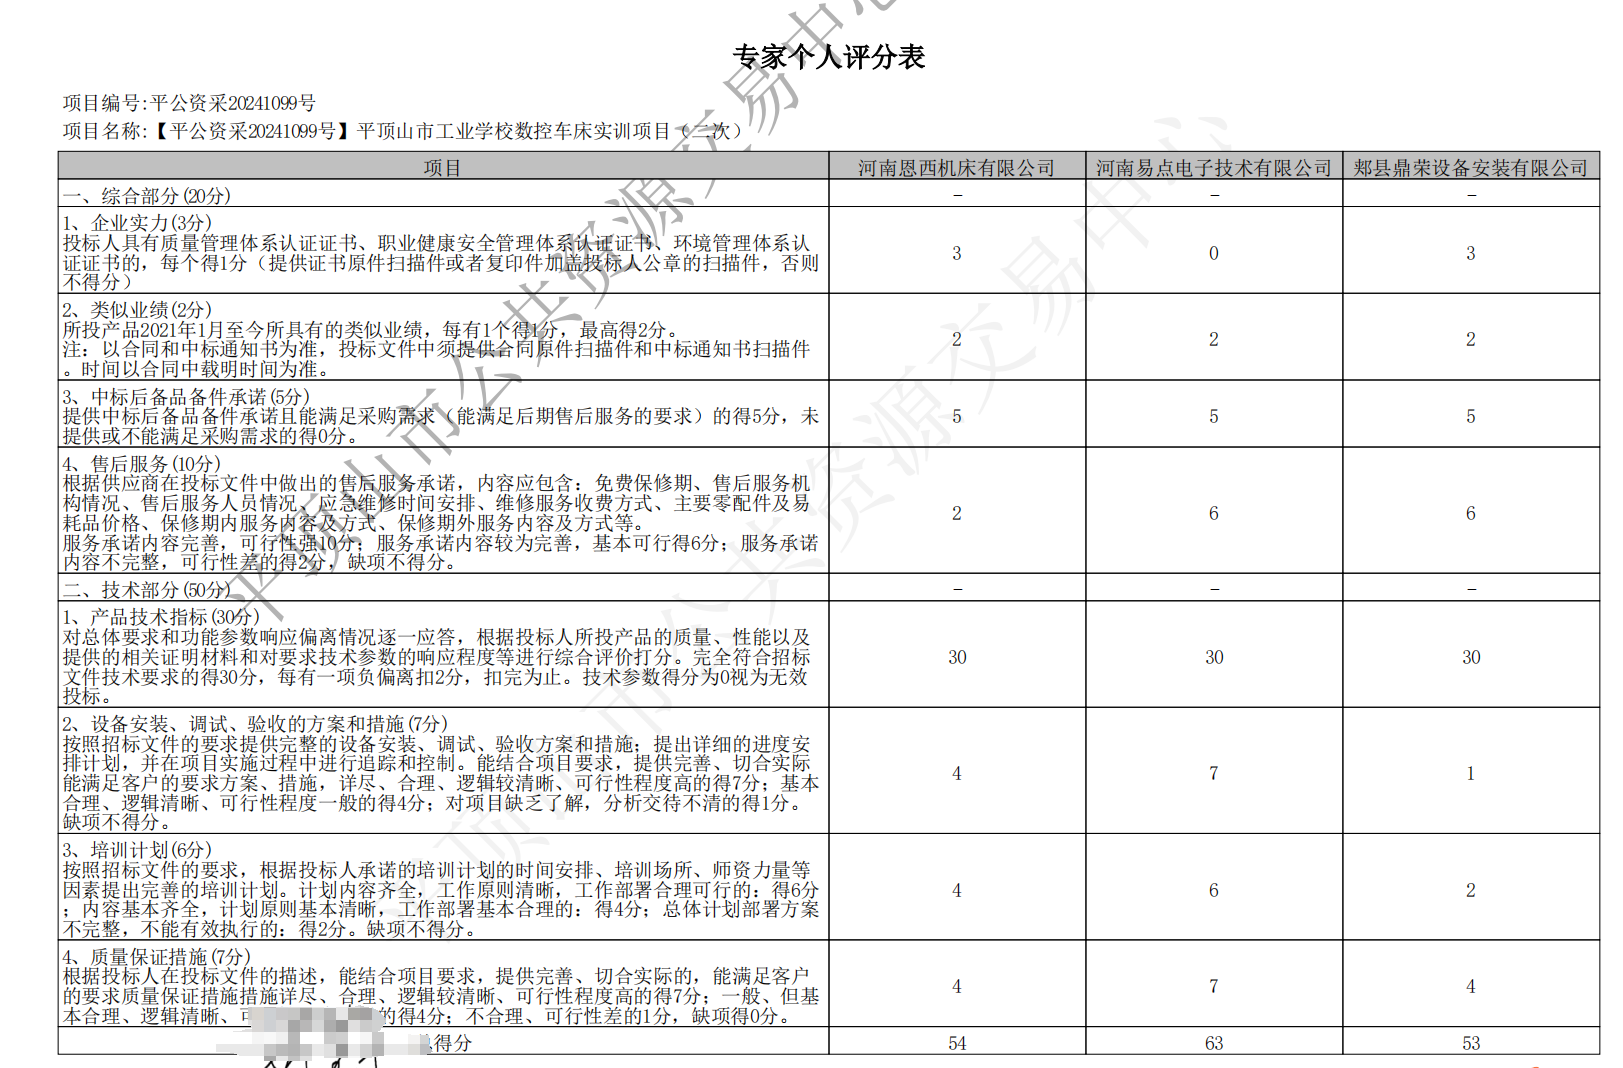 专家个人评分表
项目编号:平公资采20241099号
项目名称:【平公资采20241099号】平顶山市工业学校数控车床实训项目（二次）
项目 河南恩西机床有限公司 河南易点电子技术有限公司 郏县鼎荣设备安装有限公司
一、综合部分(20分) － － －
1、企业实力(3分)
投标人具有质量管理体系认证证书、职业健康安全管理体系认证证书、环境管理体系认
证证书的，每个得1分（提供证书原件扫描件或者复印件加盖投标人公章的扫描件，否则
不得分）
3 0 3
2、类似业绩(2分)
所投产品2021年1月至今所具有的类似业绩，每有1个得1分，最高得2分。
注：以合同和中标通知书为准，投标文件中须提供合同原件扫描件和中标通知书扫描件
。时间以合同中载明时间为准。
2 2 2
3、中标后备品备件承诺(5分)
提供中标后备品备件承诺且能满足采购需求（能满足后期售后服务的要求）的得5分，未
提供或不能满足采购需求的得0分。
5 5 5
4、售后服务(10分)
根据供应商在投标文件中做出的售后服务承诺，内容应包含：免费保修期、售后服务机
构情况、售后服务人员情况、应急维修时间安排、维修服务收费方式、主要零配件及易
耗品价格、保修期内服务内容及方式、保修期外服务内容及方式等。
服务承诺内容完善，可行性强10分；服务承诺内容较为完善，基本可行得6分；服务承诺
内容不完整，可行性差的得2分，缺项不得分。
2 6 6
二、技术部分(50分) － － －
1、产品技术指标(30分)
对总体要求和功能参数响应偏离情况逐一应答，根据投标人所投产品的质量、性能以及
提供的相关证明材料和对要求技术参数的响应程度等进行综合评价打分。完全符合招标
文件技术要求的得30分，每有一项负偏离扣2分，扣完为止。技术参数得分为0视为无效
投标。
30 30 30
2、设备安装、调试、验收的方案和措施(7分)
按照招标文件的要求提供完整的设备安装、调试、验收方案和措施；提出详细的进度安
排计划，并在项目实施过程中进行追踪和控制。能结合项目要求，提供完善、切合实际
能满足客户的要求方案、措施，详尽、合理、逻辑较清晰、可行性程度高的得7分；基本
合理、逻辑清晰、可行性程度一般的得4分；对项目缺乏了解，分析交待不清的得1分。
缺项不得分。
4 7 1
3、培训计划(6分)
按照招标文件的要求，根据投标人承诺的培训计划的时间安排、培训场所、师资力量等
因素提出完善的培训计划。计划内容齐全，工作原则清晰，工作部署合理可行的：得6分
；内容基本齐全，计划原则基本清晰，工作部署基本合理的：得4分；总体计划部署方案
不完整，不能有效执行的：得2分。缺项不得分。
4 6 2
4、质量保证措施(7分)
根据投标人在投标文件的描述，能结合项目要求，提供完善、切合实际的，能满足客户
的要求质量保证措施措施详尽、合理、逻辑较清晰、可行性程度高的得7分；一般、但基
本合理、逻辑清晰、的得4分；不合理、可行性差的1分，缺项得0分。
4 7 4
得分 54 63 53
平顶山市公共资源交易中心
平顶山市公共资源交易中心